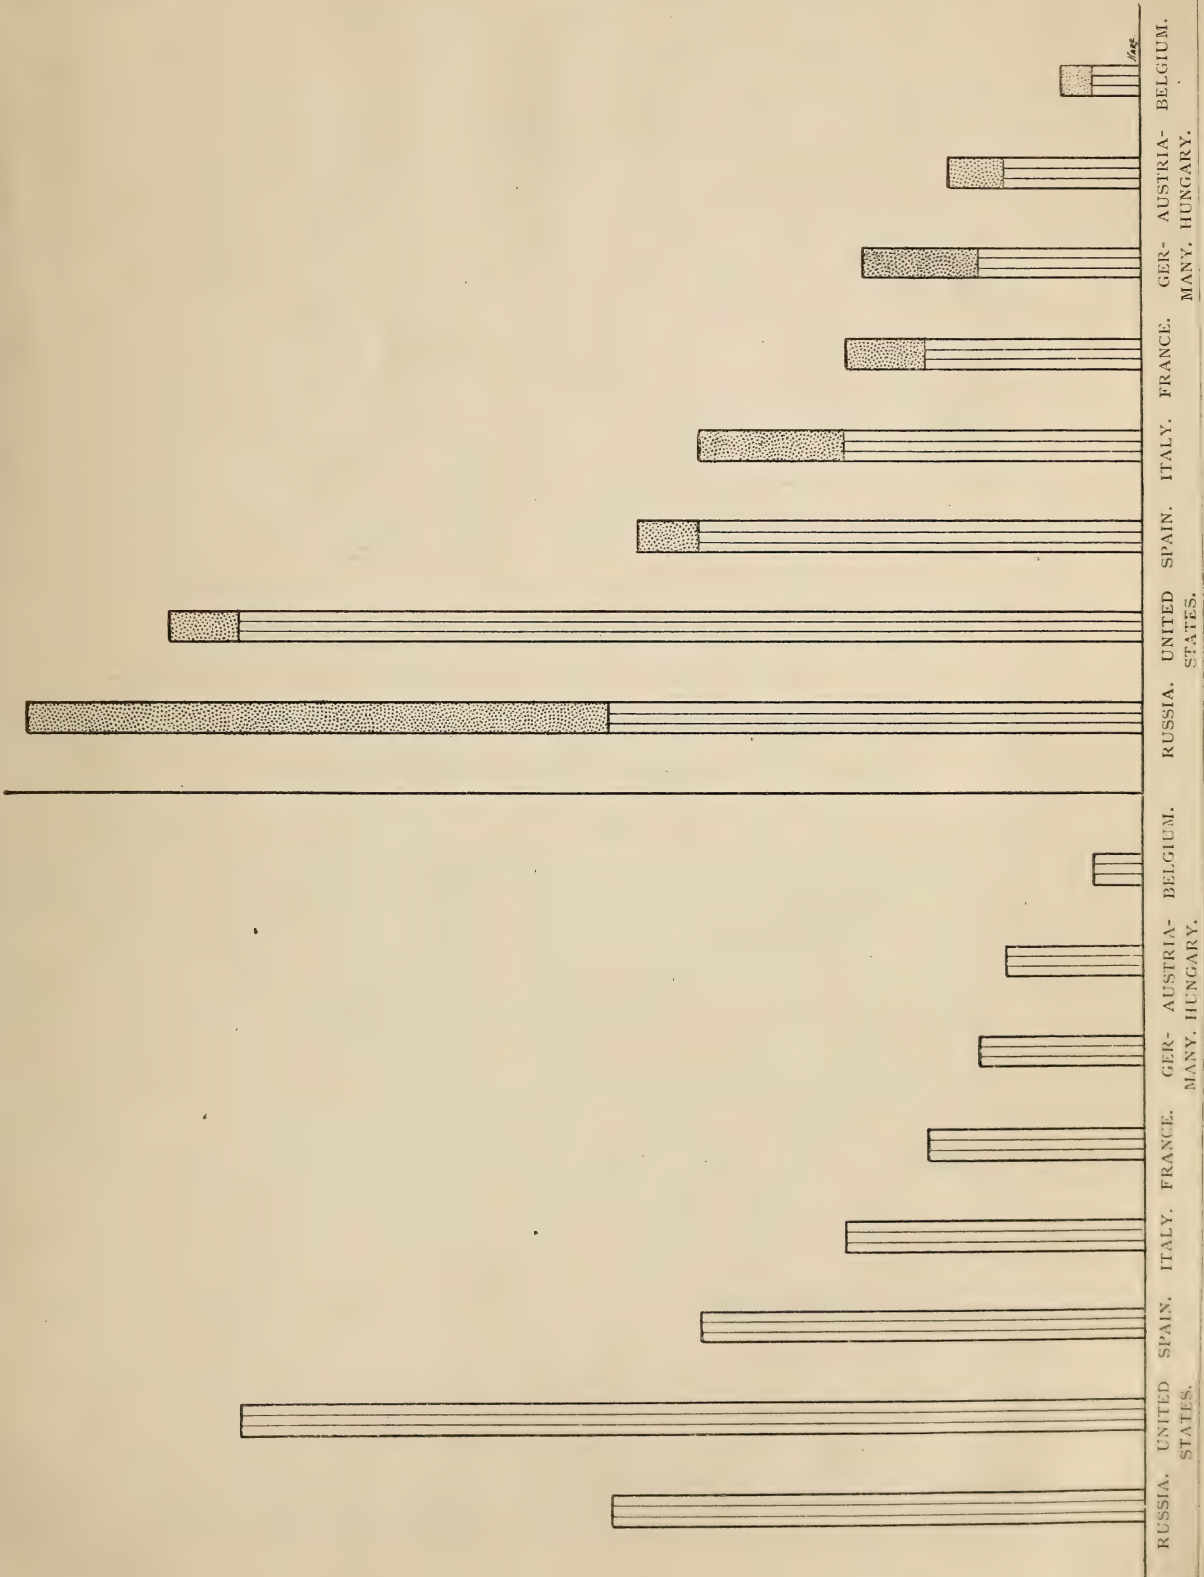 RUSSIA. UNITED SPAIN. ITALY. FRANCE. GER- AUSTRIA- BELGIUM.
STATES. MANY. HUNGARY.
RUSSIA. UNITED SPAIN. ITALY. FRANCE. GER- AUSTRIA- BELGIUM.
STATES. MANY. HUNGARY.